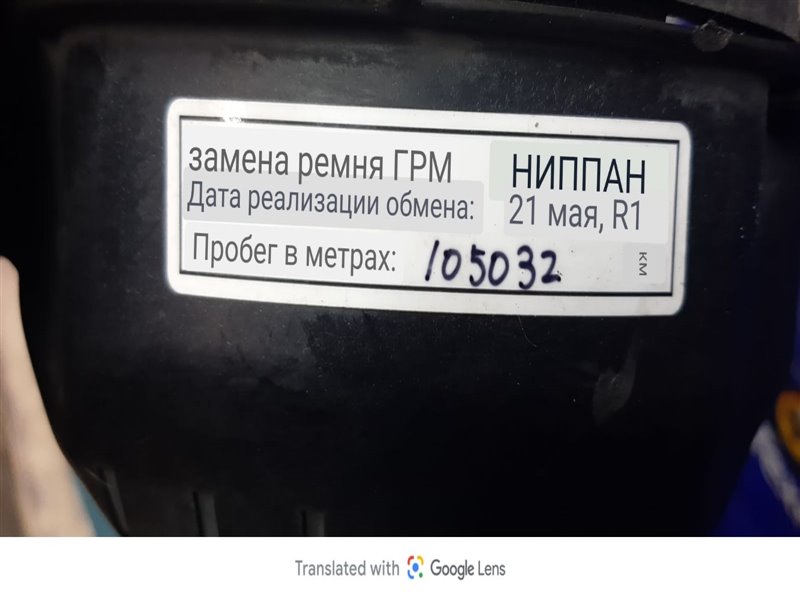 замена ремня ГРМ НИППАН
Дата реализации обмена: 21 мая, R1
Пробег в метрах: 105032 км
Translated with Google Lens